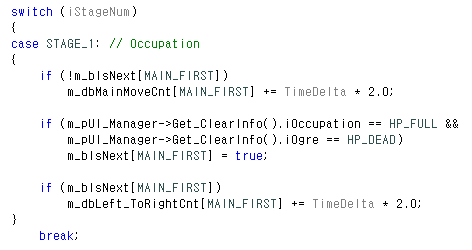 switch (iStageNum)
{
case STAGE_1: // Occupation
{
if (!m_bIsNext[MAIN_FIRST])
m_dbMainMoveCnt[MAIN_FIRST] += TimeDelta * 2.0;
if (m_pUI_Manager->Get_ClearInfo().iOccupation == HP_FULL &&
m_pUI_Manager->Get_ClearInfo().iOgre == HP_DEAD)
m_bIsNext[MAIN_FIRST] = true;
if (m_bIsNext[MAIN_FIRST])
m_dbLeft_ToRightCnt[MAIN_FIRST] += TimeDelta * 2.0;
}
break;